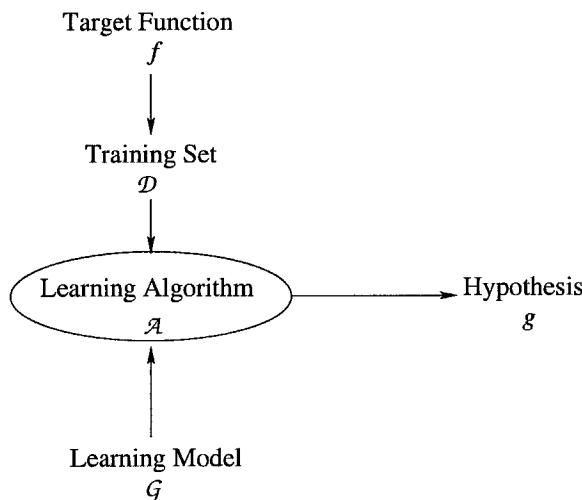 Target Function
f
Training Set
𝒟
Learning Algorithm
𝒜
Hypothesis
g
Learning Model
𝒢